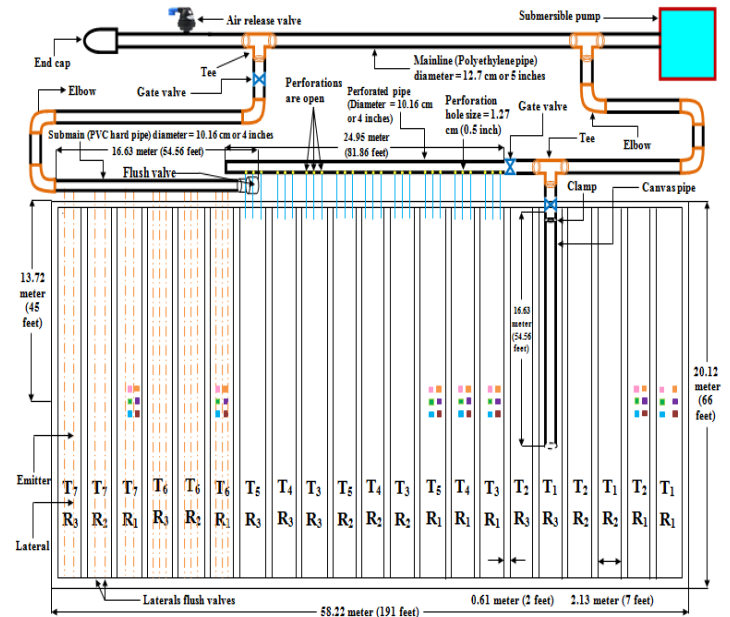 Air release valve
Submersible pump
End cap
Tee
Mainline (Polyethylene pipe)
diameter = 12.7 cm or 5 inches
Elbow
Gate valve
Perforations
are open
Perforated pipe
(Diameter = 10.16 cm
or 4 inches)
Perforation
hole size = 1.27
cm (0.5 inch)
Gate valve
Tee
Elbow
Submain (PVC hard pipe) diameter = 10.16 cm or 4 inches
16.63 meter (54.56 feet)
24.95 meter
(81.86 feet)
Flush valve
Clamp
Canvas pipe
13.72
meter
(45
feet)
16.63
meter
(54.56
feet)
20.12
meter
(66
feet)
Emitter
T7 T7 T7 T6 T6 T6 T5 T4 T3 T5 T4 T3 T5 T4 T3 T2 T1 T2 T1 T2 T1
R3 R2 R1 R3 R2 R1 R3 R3 R3 R2 R2 R2 R1 R1 R1 R3 R3 R2 R2 R1 R1
Lateral
Laterals flush valves
0.61 meter (2 feet)
2.13 meter (7 feet)
58.22 meter (191 feet)